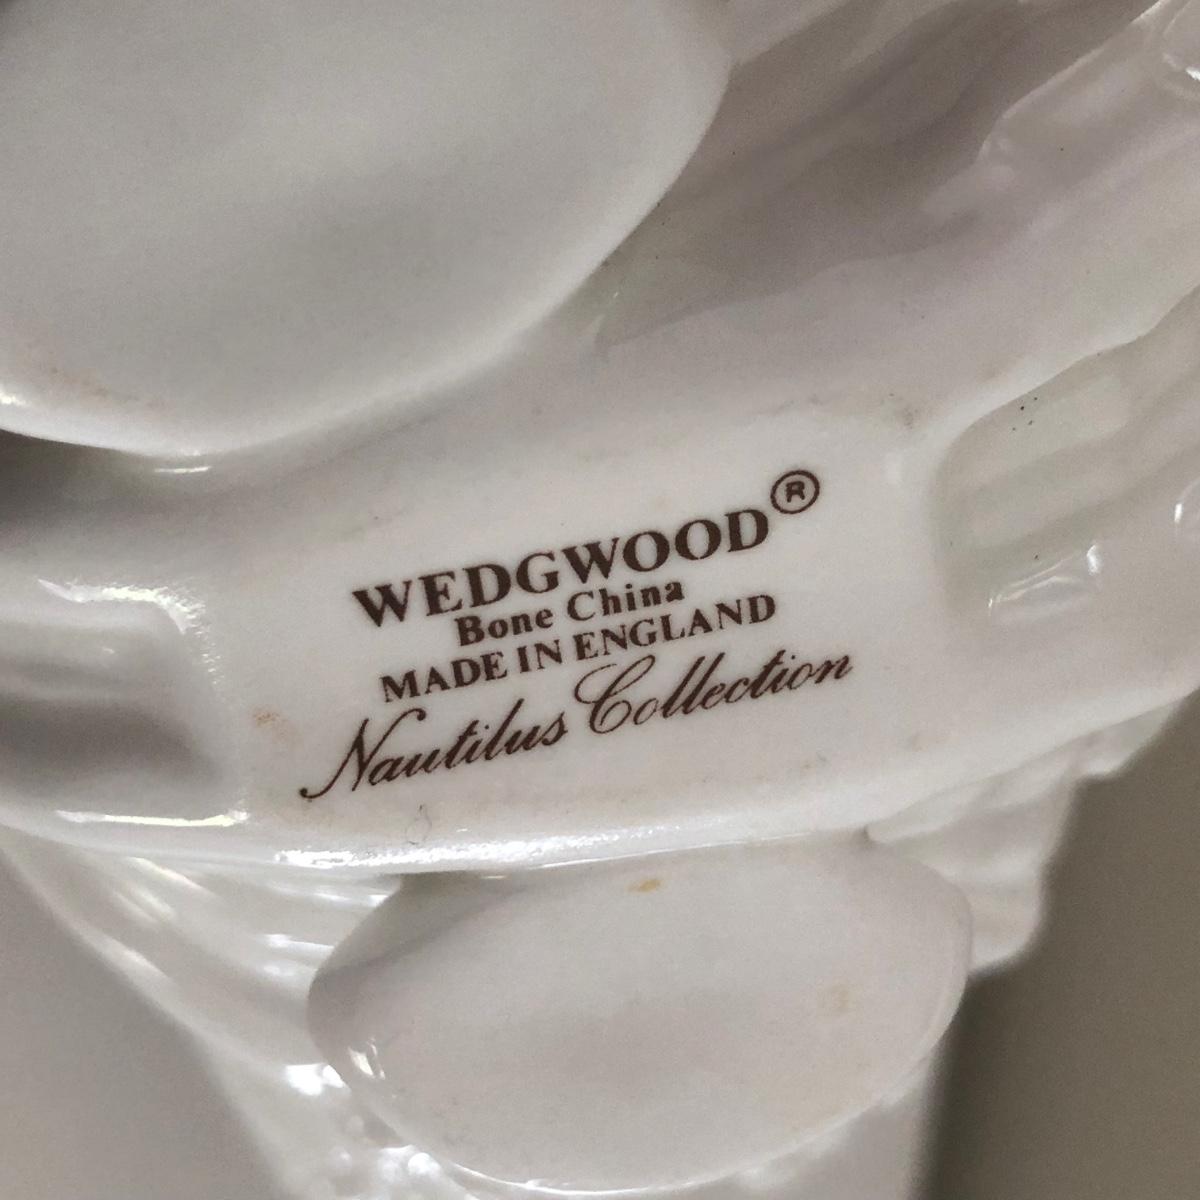 WEDGWOOD®
Bone China
MADE IN ENGLAND
Nautilus Collection